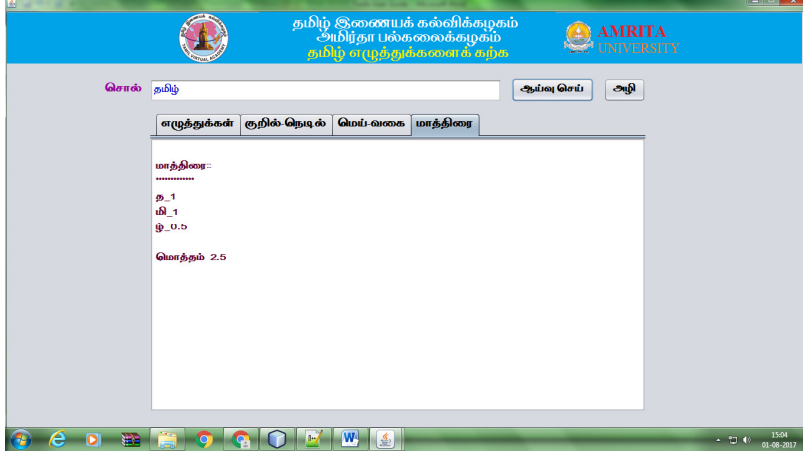 தமிழ் இணையக் கல்விக்கழகம்
அமிர்தா பல்கலைக்கழகம்
தமிழ் எழுத்துக்களைக் கற்க
AMRITA
UNIVERSITY
சொல் தமிழ் ஆய்வு செய் அழி
எழுத்துக்கள் குறில்-நெடில் மெய்-வகை மாத்திரை
மாத்திரை::
*************
த_1
மி_1
ழ்_0.5
மொத்தம் 2.5
15:04
01-08-2017